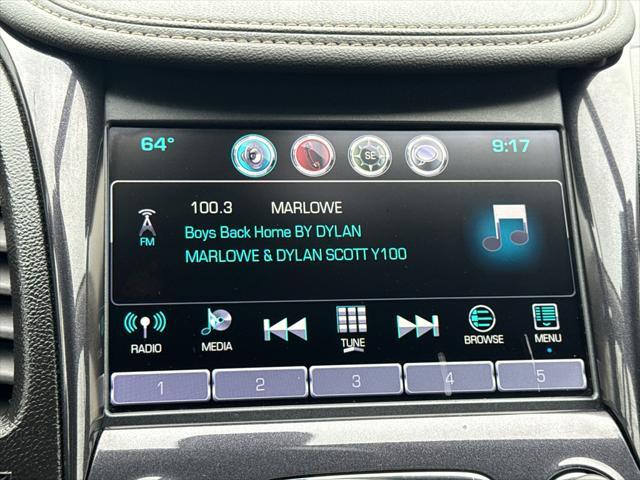 64° SE 9:17
100.3 MARLOWE
FM
Boys Back Home BY DYLAN
MARLOWE & DYLAN SCOTT Y100
RADIO MEDIA TUNE BROWSE MENU
1 2 3 4 5